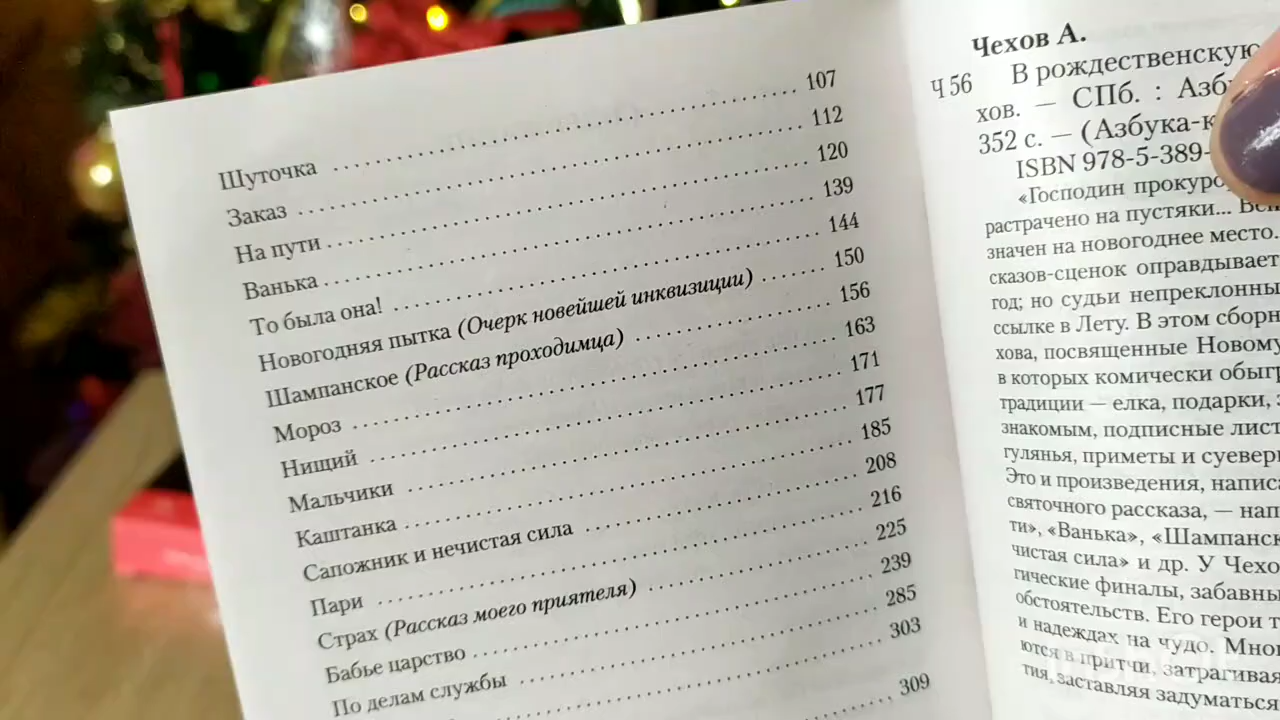 Шуточка .......... 107
Заказ .......... 112
На пути .......... 120
Ванька .......... 139
То была она! .......... 144
Новогодняя пытка (Очерк новейшей инквизиции) .......... 150
Шампанское (Рассказ проходимца) .......... 156
Мороз .......... 163
Нищий .......... 171
Мальчики .......... 177
Каштанка .......... 185
Сапожник и нечистая сила .......... 208
Пари .......... 216
Страх (Рассказ моего приятеля) .......... 225
Бабье царство .......... 239
По делам службы .......... 285
303
309
Чехов А.
Ч 56 В рождественскую
хов. — СПб. : Азб
352 с. — (Азбука-к
ISBN 978-5-389-
«Господин прокуро
растрачено на пустяки...
значен на новогоднее место.
сказов-сценок оправдывает
год; но судьи непреклонны
ссылке в Лету. В этом сборн
хова, посвященные Новому
в которых комически обыгр
традиции — елка, подарки,
знакомым, подписные лист
гулянья, приметы и суевер
Это и произведения, написа
святочного рассказа, — нап
ти», «Ванька», «Шампанск
чистая сила» и др. У Чехо
гические финалы, забавны
обстоятельств. Его герои т
и надеждах на чудо. Мног
ются в притчи, затрагивая
тия, заставляя задуматься